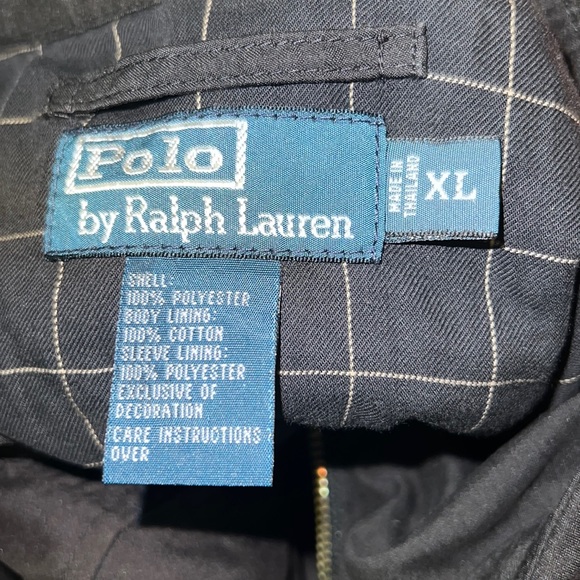 Polo
by Ralph Lauren
MADE IN
THAILAND
XL
SHELL:
100% POLYESTER
BODY LINING:
100% COTTON
SLEEVE LINING:
100% POLYESTER
EXCLUSIVE OF
DECORATION
CARE INSTRUCTIONS
OVER